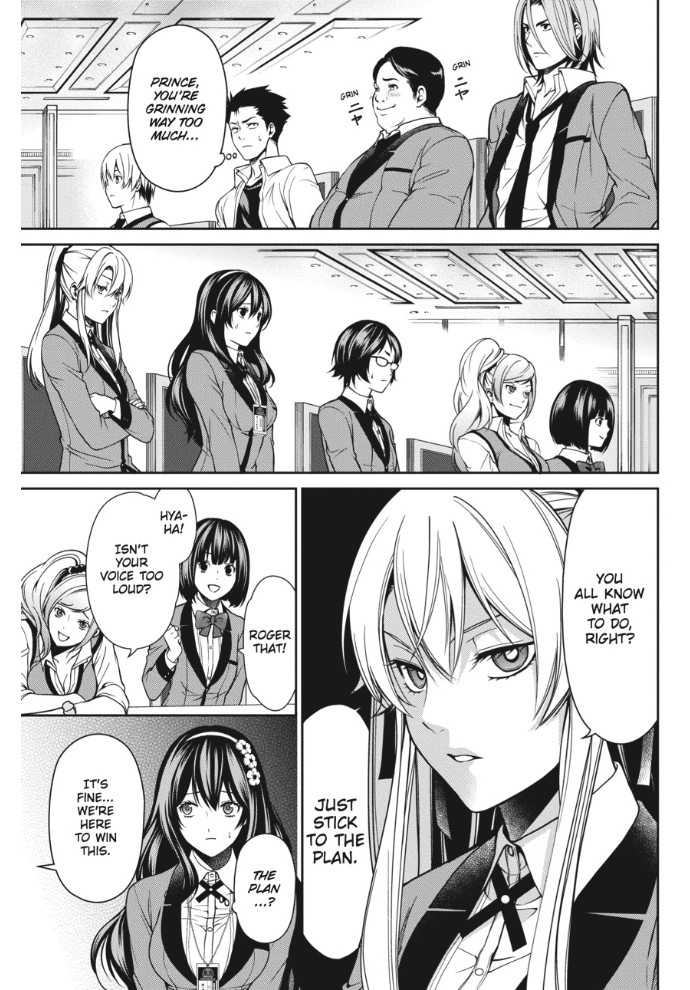 GRIN
ニヤ
GRIN
ニヤ
PRINCE,
YOU'RE
GRINNING
WAY TOO
MUCH...
YOU
ALL KNOW
WHAT
TO DO,
RIGHT?
JUST
STICK
TO THE
PLAN.
ROGER
THAT!
HYA-
HA!
ISN'T
YOUR
VOICE TOO
LOUD?
THE
PLAN
...?
IT'S
FINE...
WE'RE
HERE
TO WIN
THIS.